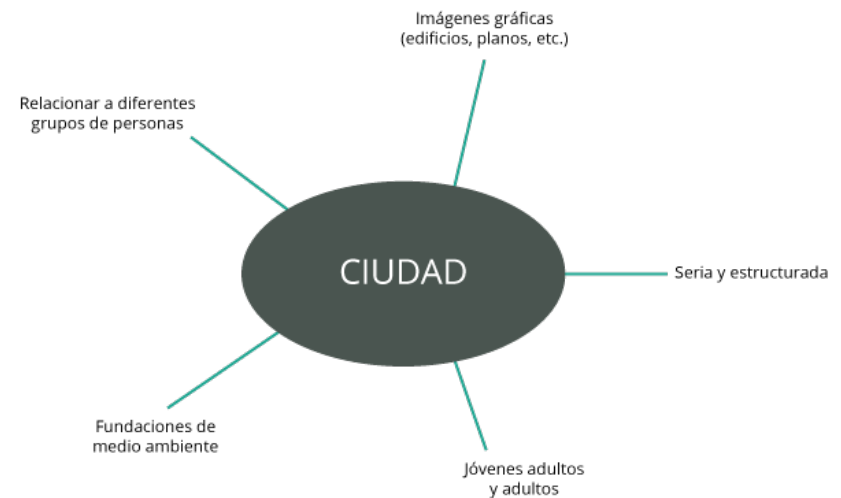 Imágenes gráficas
(edificios, planos, etc.)
Relacionar a diferentes
grupos de personas
CIUDAD
Seria y estructurada
Fundaciones de
medio ambiente
Jóvenes adultos
y adultos